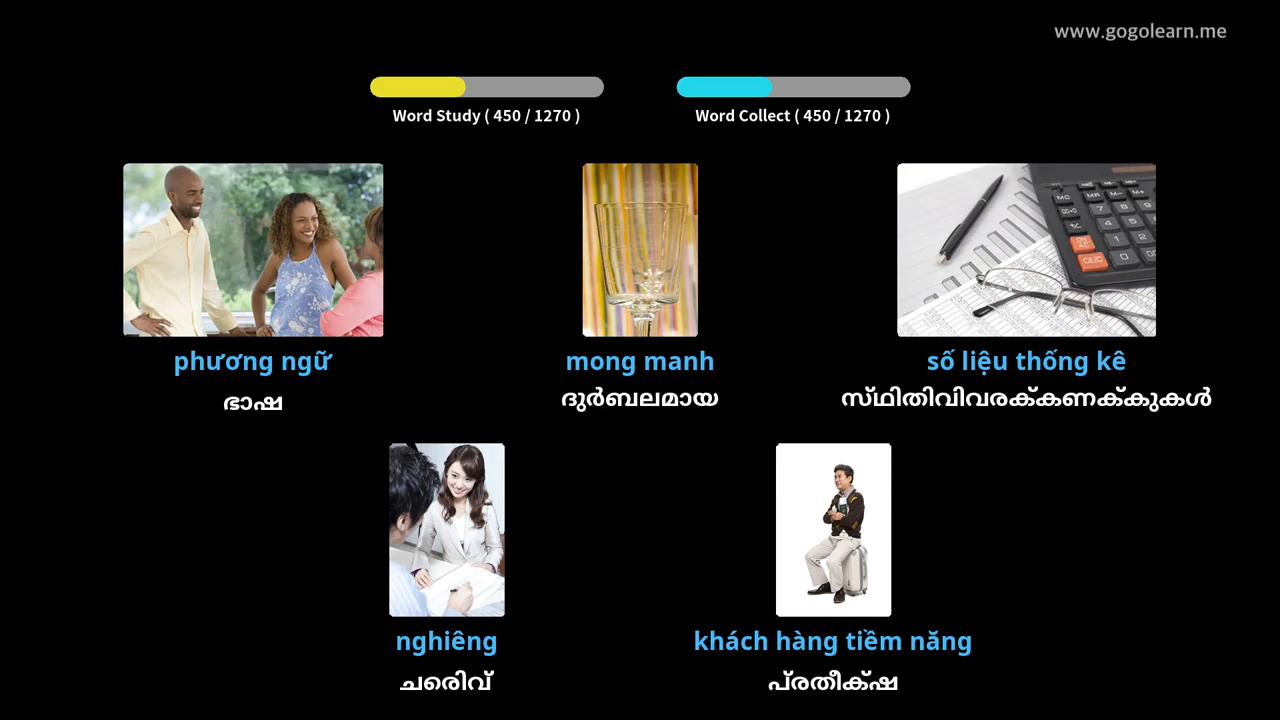 www.gogolearn.me
Word Study ( 450 / 1270 )
Word Collect ( 450 / 1270 )
phương ngữ
ഭാഷ
mong manh
ദുർബലമായ
số liệu thống kê
സ്ഥിതിവിവരക്കണക്കുകൾ
nghiêng
ചരിെവ്
khách hàng tiềm năng
പ്രതീക്ഷ